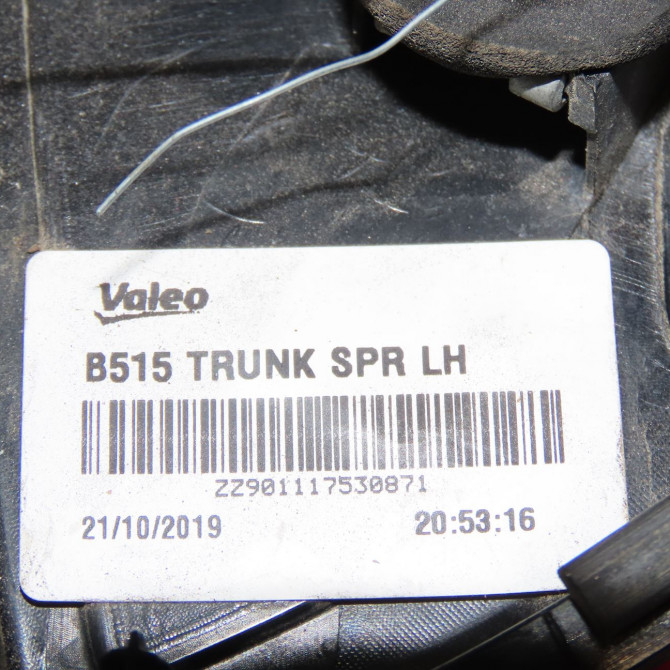 Valeo
B515 TRUNK SPR LH
ZZ901117530871
21/10/2019 20:53:16